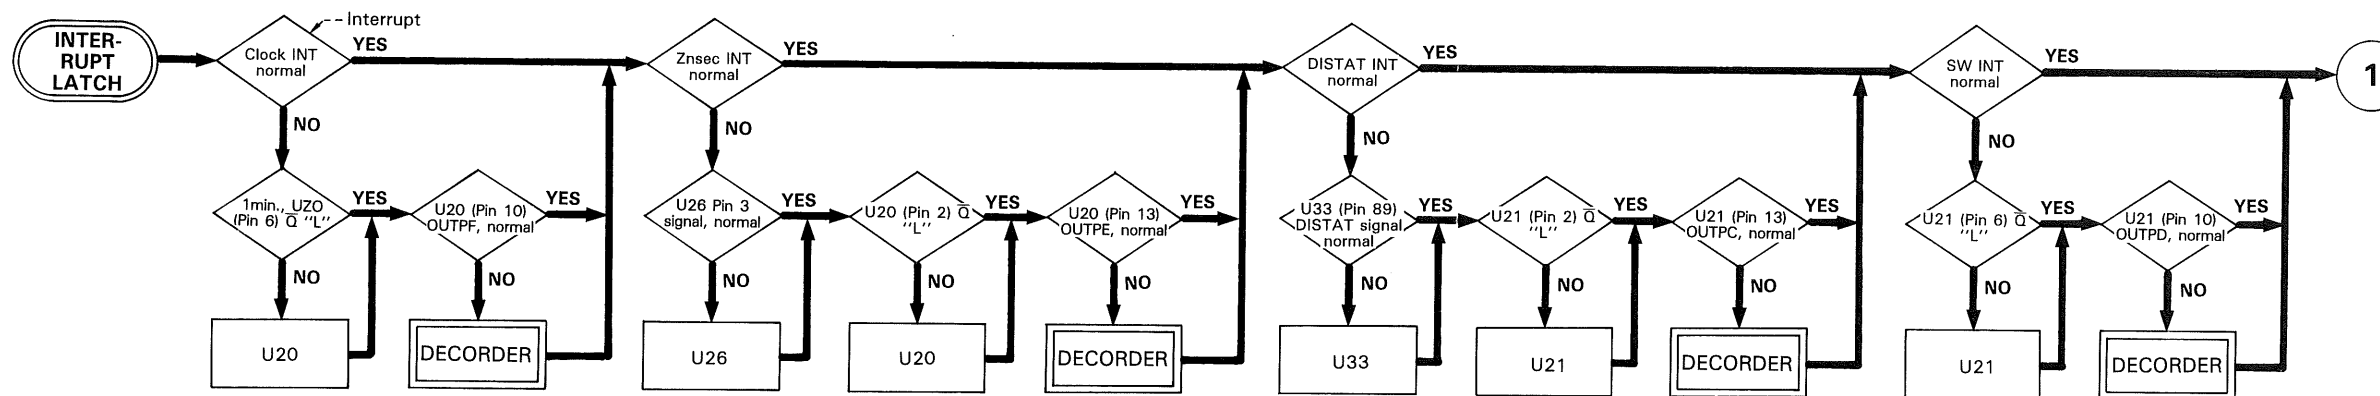 INTER-
RUPT
LATCH
Interrupt
Clock INT
normal
YES
NO
1min., UZO
(Pin 6) Q̅ "L"
YES
NO
U20
U20 (Pin 10)
OUTPF, normal
YES
NO
DECORDER
Znsec INT
normal
YES
NO
U26 Pin 3
signal, normal
YES
NO
U26
U20 (Pin 2) Q̅
"L"
YES
NO
U20
U20 (Pin 13)
OUTPE, normal
YES
NO
DECORDER
DISTAT INT
normal
YES
NO
U33 (Pin 89)
DISTAT signal
normal
YES
NO
U33
U21 (Pin 2) Q̅
"L"
YES
NO
U21
U21 (Pin 13)
OUTPC, normal
YES
NO
DECORDER
SW INT
normal
YES
NO
U21 (Pin 6) Q̅
"L"
YES
NO
U21
U21 (Pin 10)
OUTPD, normal
YES
NO
DECORDER
1